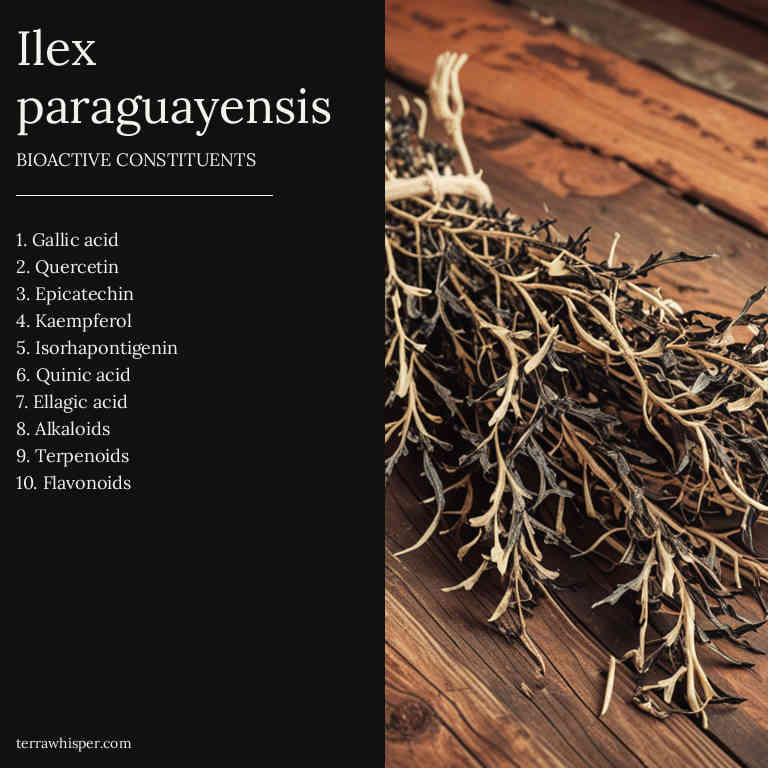 Ilex
paraguayensis
BIOACTIVE CONSTITUENTS
1. Gallic acid
2. Quercetin
3. Epicatechin
4. Kaempferol
5. Isorhapontigenin
6. Quinic acid
7. Ellagic acid
8. Alkaloids
9. Terpenoids
10. Flavonoids
terrawhisper.com